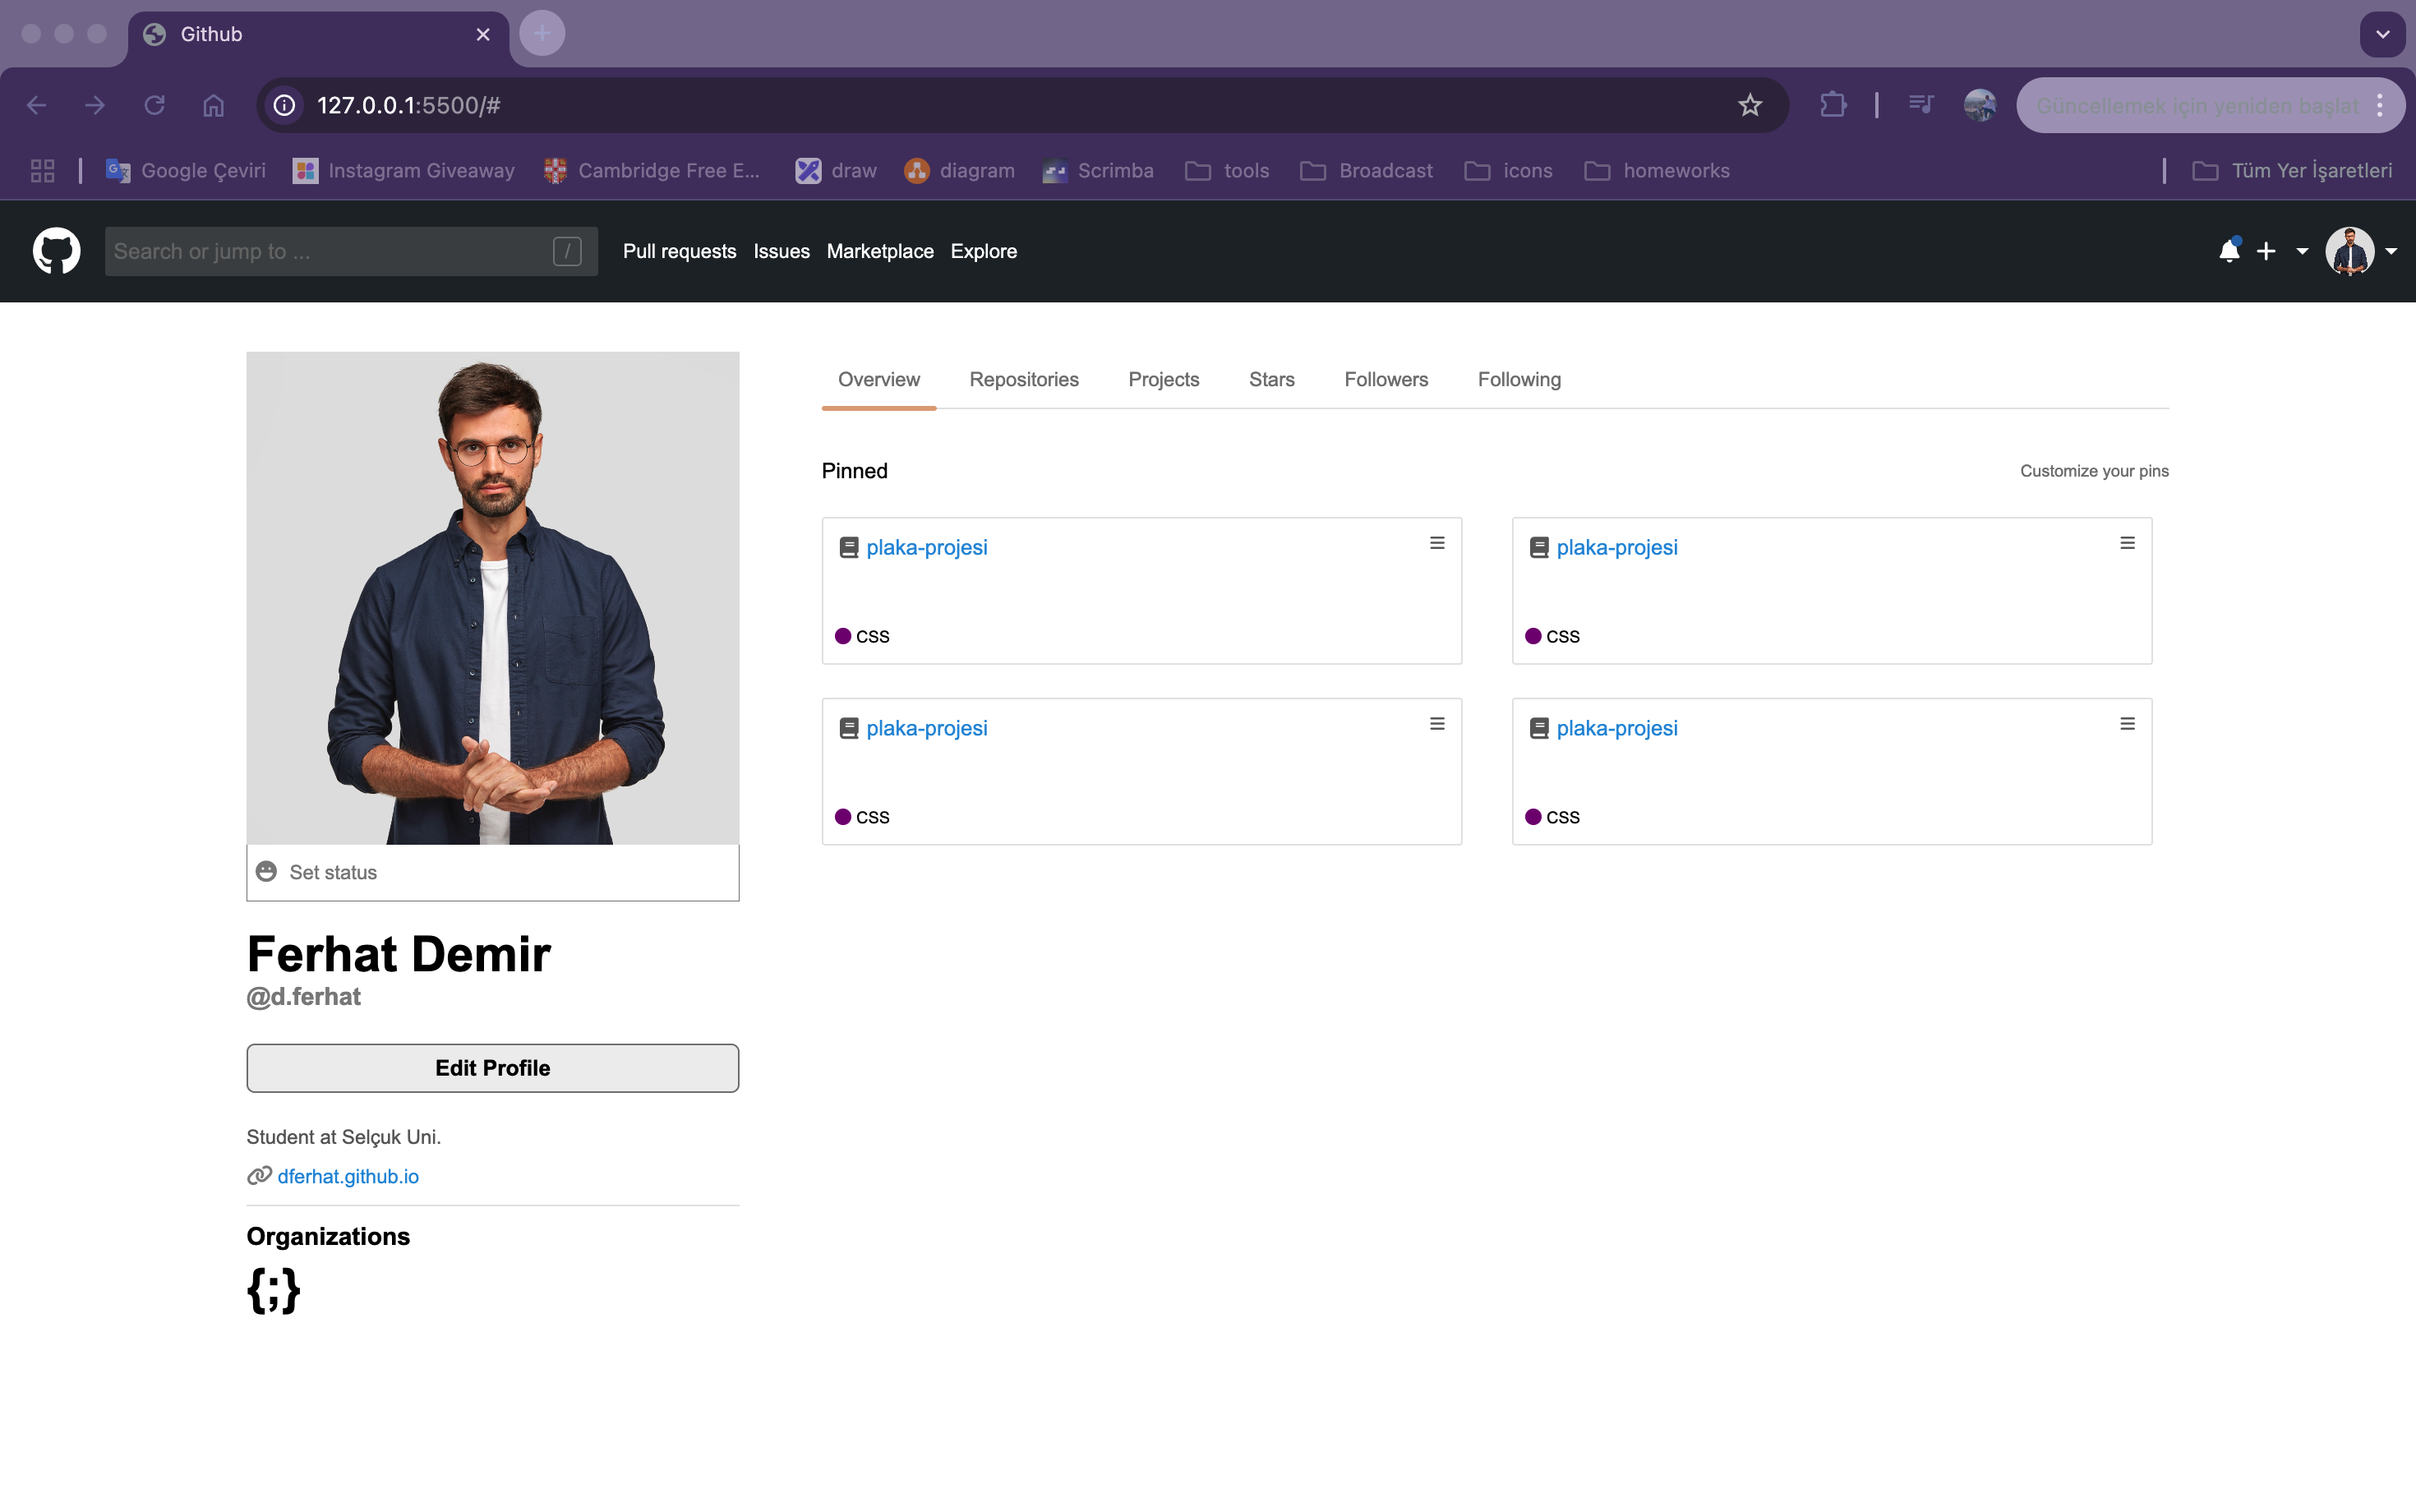 Github
127.0.0.1:5500/#
Güncellemek için yeniden başlat
Google Çeviri Instagram Giveaway Cambridge Free E... draw diagram Scrimba tools Broadcast icons homeworks Tüm Yer İşaretleri
Search or jump to ... / Pull requests Issues Marketplace Explore
Overview Repositories Projects Stars Followers Following
Pinned Customize your pins
plaka-projesi
CSS
plaka-projesi
CSS
plaka-projesi
CSS
plaka-projesi
CSS
Set status
Ferhat Demir
@d.ferhat
Edit Profile
Student at Selçuk Uni.
dferhat.github.io
Organizations
{;}